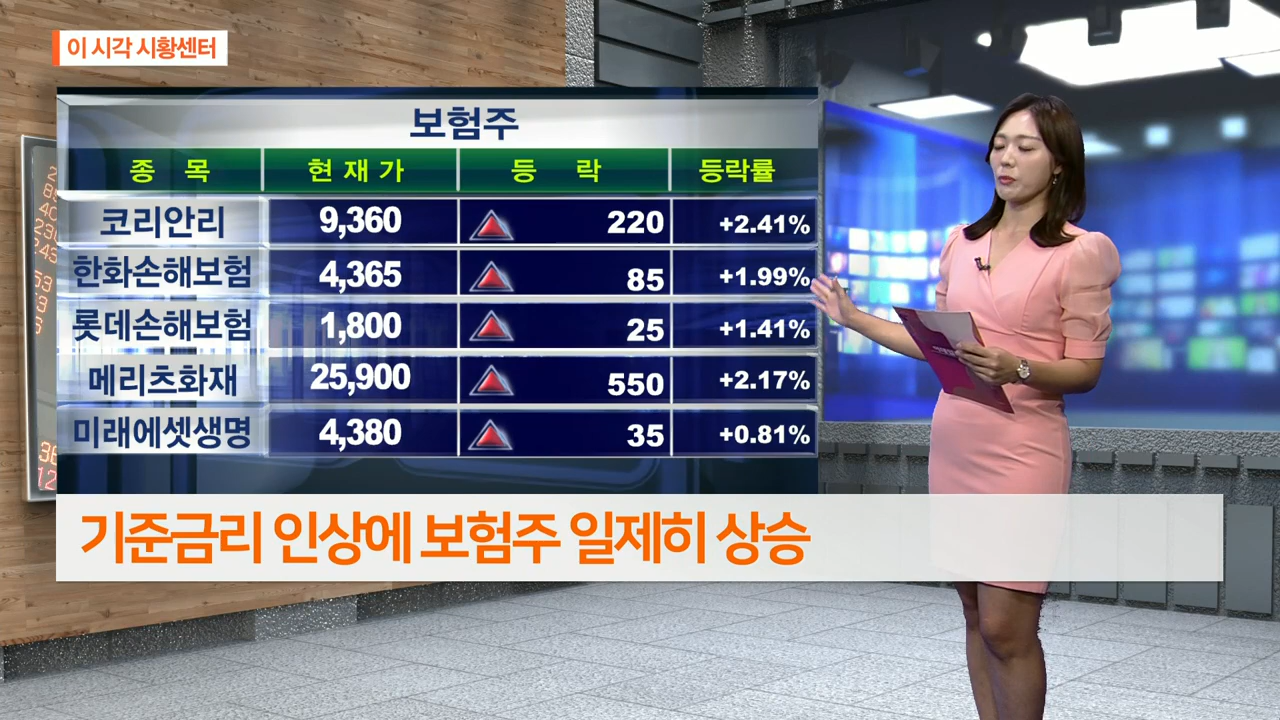 이 시각 시황센터
보험주
종 목 현 재 가 등 락 등락률
코리안리 9,360 ▲ 220 +2.41%
한화손해보험 4,365 ▲ 85 +1.99%
롯데손해보험 1,800 ▲ 25 +1.41%
메리츠화재 25,900 ▲ 550 +2.17%
미래에셋생명 4,380 ▲ 35 +0.81%
기준금리 인상에 보험주 일제히 상승